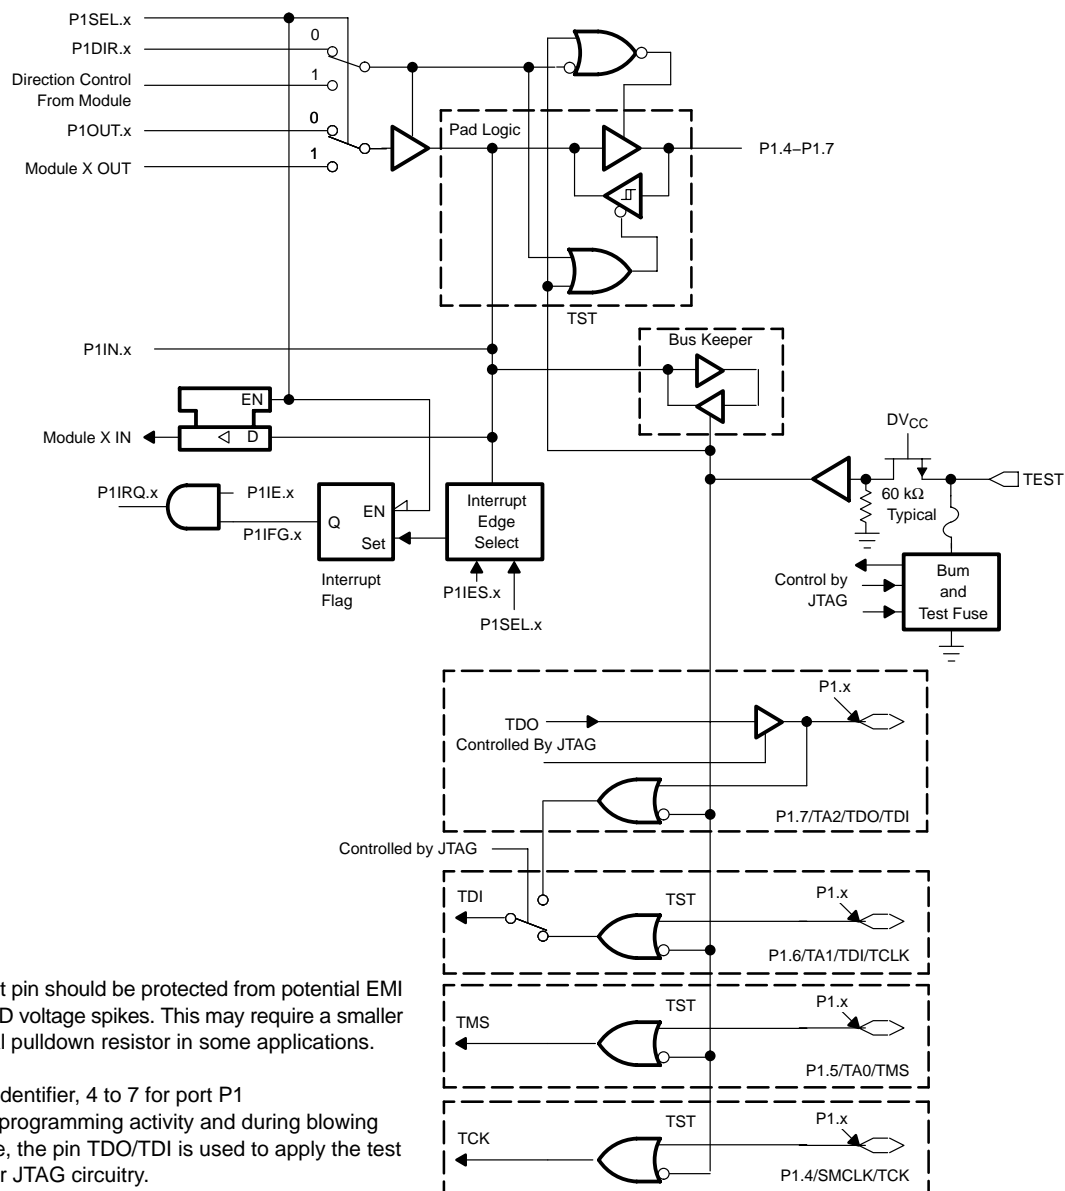 P1SEL.x
P1DIR.x
0
Direction Control
From Module
1
P1OUT.x
0
Module X OUT
1
Pad Logic
P1.4–P1.7
TST
P1IN.x
Bus Keeper
EN
Module X IN
D
DVCC
TEST
60 kΩ
Typical
P1IRQ.x
P1IE.x
P1IFG.x
Q
EN
Set
Interrupt
Edge
Select
Interrupt
Flag
P1IES.x
P1SEL.x
Control by
JTAG
Bum
and
Test Fuse
P1.x
TDO
Controlled By JTAG
P1.7/TA2/TDO/TDI
Controlled by JTAG
TDI
TST
P1.x
P1.6/TA1/TDI/TCLK
TMS
TST
P1.x
P1.5/TA0/TMS
TCK
TST
P1.x
P1.4/SMCLK/TCK
t pin should be protected from potential EMI
D voltage spikes. This may require a smaller
l pulldown resistor in some applications.
dentifier, 4 to 7 for port P1
programming activity and during blowing
e, the pin TDO/TDI is used to apply the test
r JTAG circuitry.